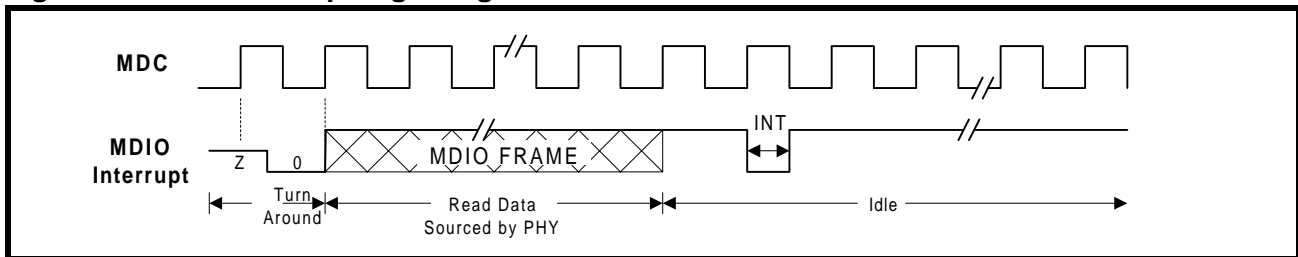 MDC
INT
MDIO
Interrupt
Z
0
MDIO FRAME
Turn
Around
Read Data
Sourced by PHY
Idle